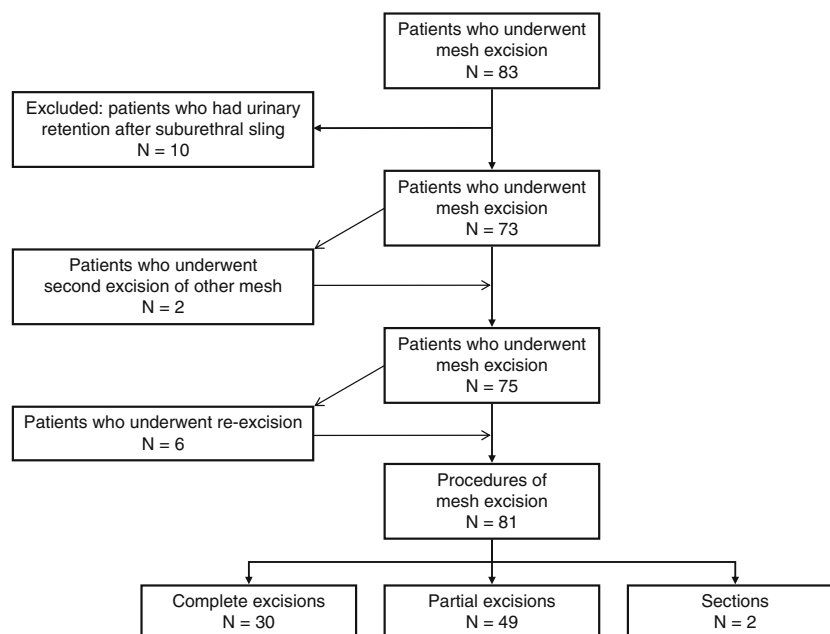 Patients who underwent
mesh excision
N = 83
Excluded: patients who had urinary
retention after suburethral sling
N = 10
Patients who underwent
mesh excision
N = 73
Patients who underwent
second excision of other mesh
N = 2
Patients who underwent
mesh excision
N = 75
Patients who underwent re-excision
N = 6
Procedures of
mesh excision
N = 81
Complete excisions
N = 30
Partial excisions
N = 49
Sections
N = 2